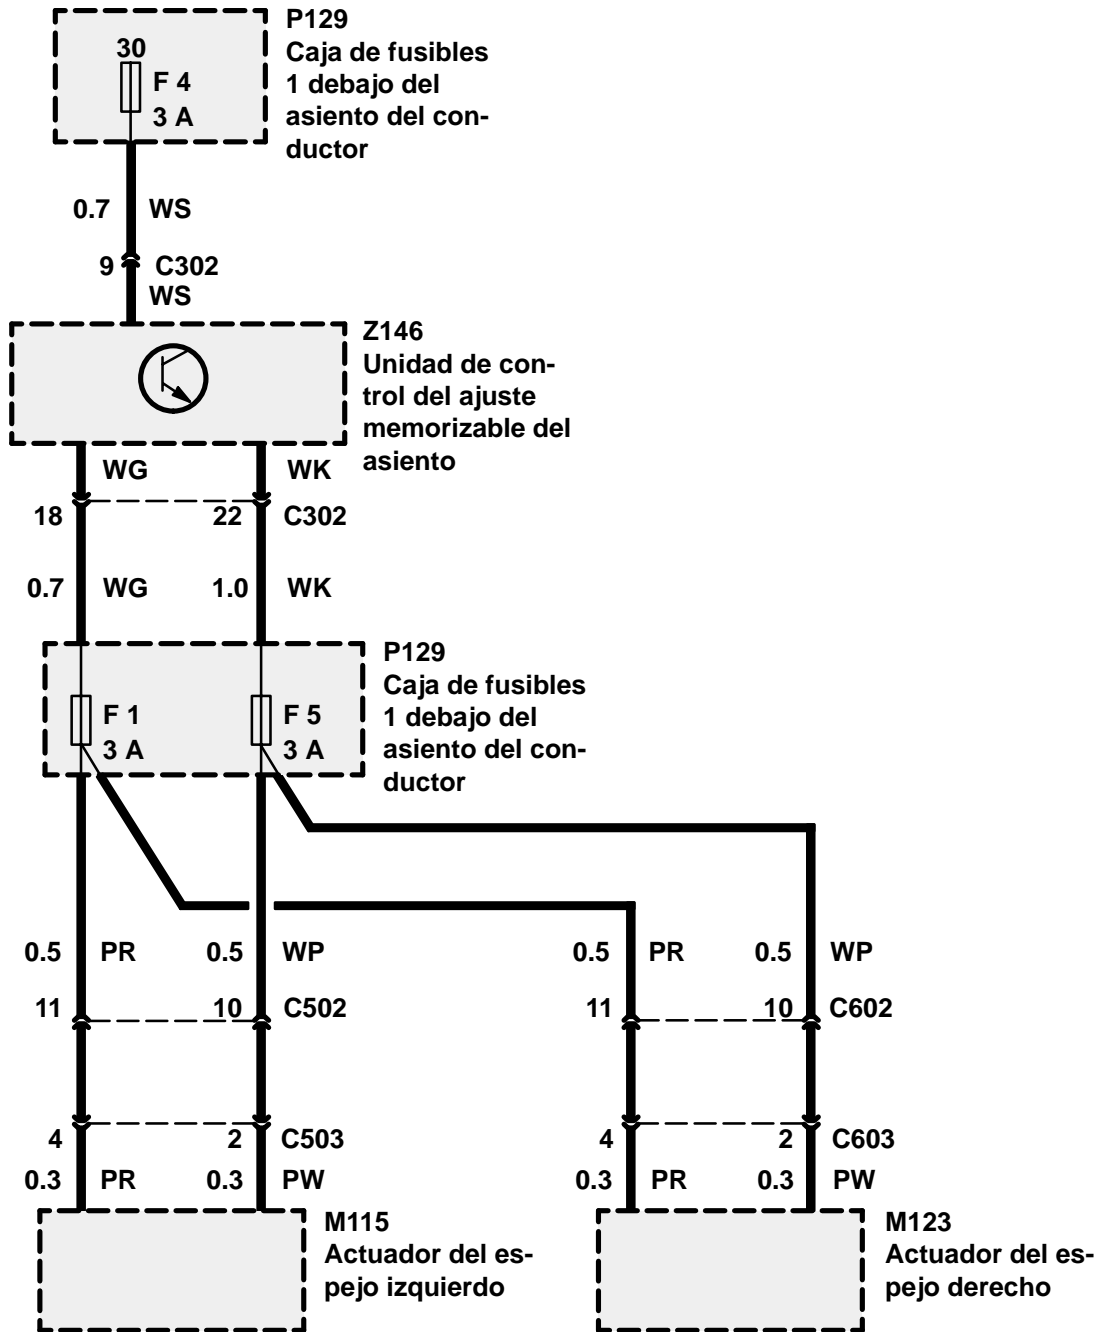 P129
Caja de fusibles
1 debajo del
asiento del con-
ductor
30
F 4
3 A
0.7 WS
9 C302
WS
Z146
Unidad de con-
trol del ajuste
memorizable del
asiento
WG WK
18 22 C302
0.7 WG 1.0 WK
P129
Caja de fusibles
1 debajo del
asiento del con-
ductor
F 1 F 5
3 A 3 A
0.5 PR 0.5 WP 0.5 PR 0.5 WP
11 10 C502 11 10 C602
4 2 C503 4 2 C603
0.3 PR 0.3 PW 0.3 PR 0.3 PW
M115
Actuador del es-
pejo izquierdo
M123
Actuador del es-
pejo derecho